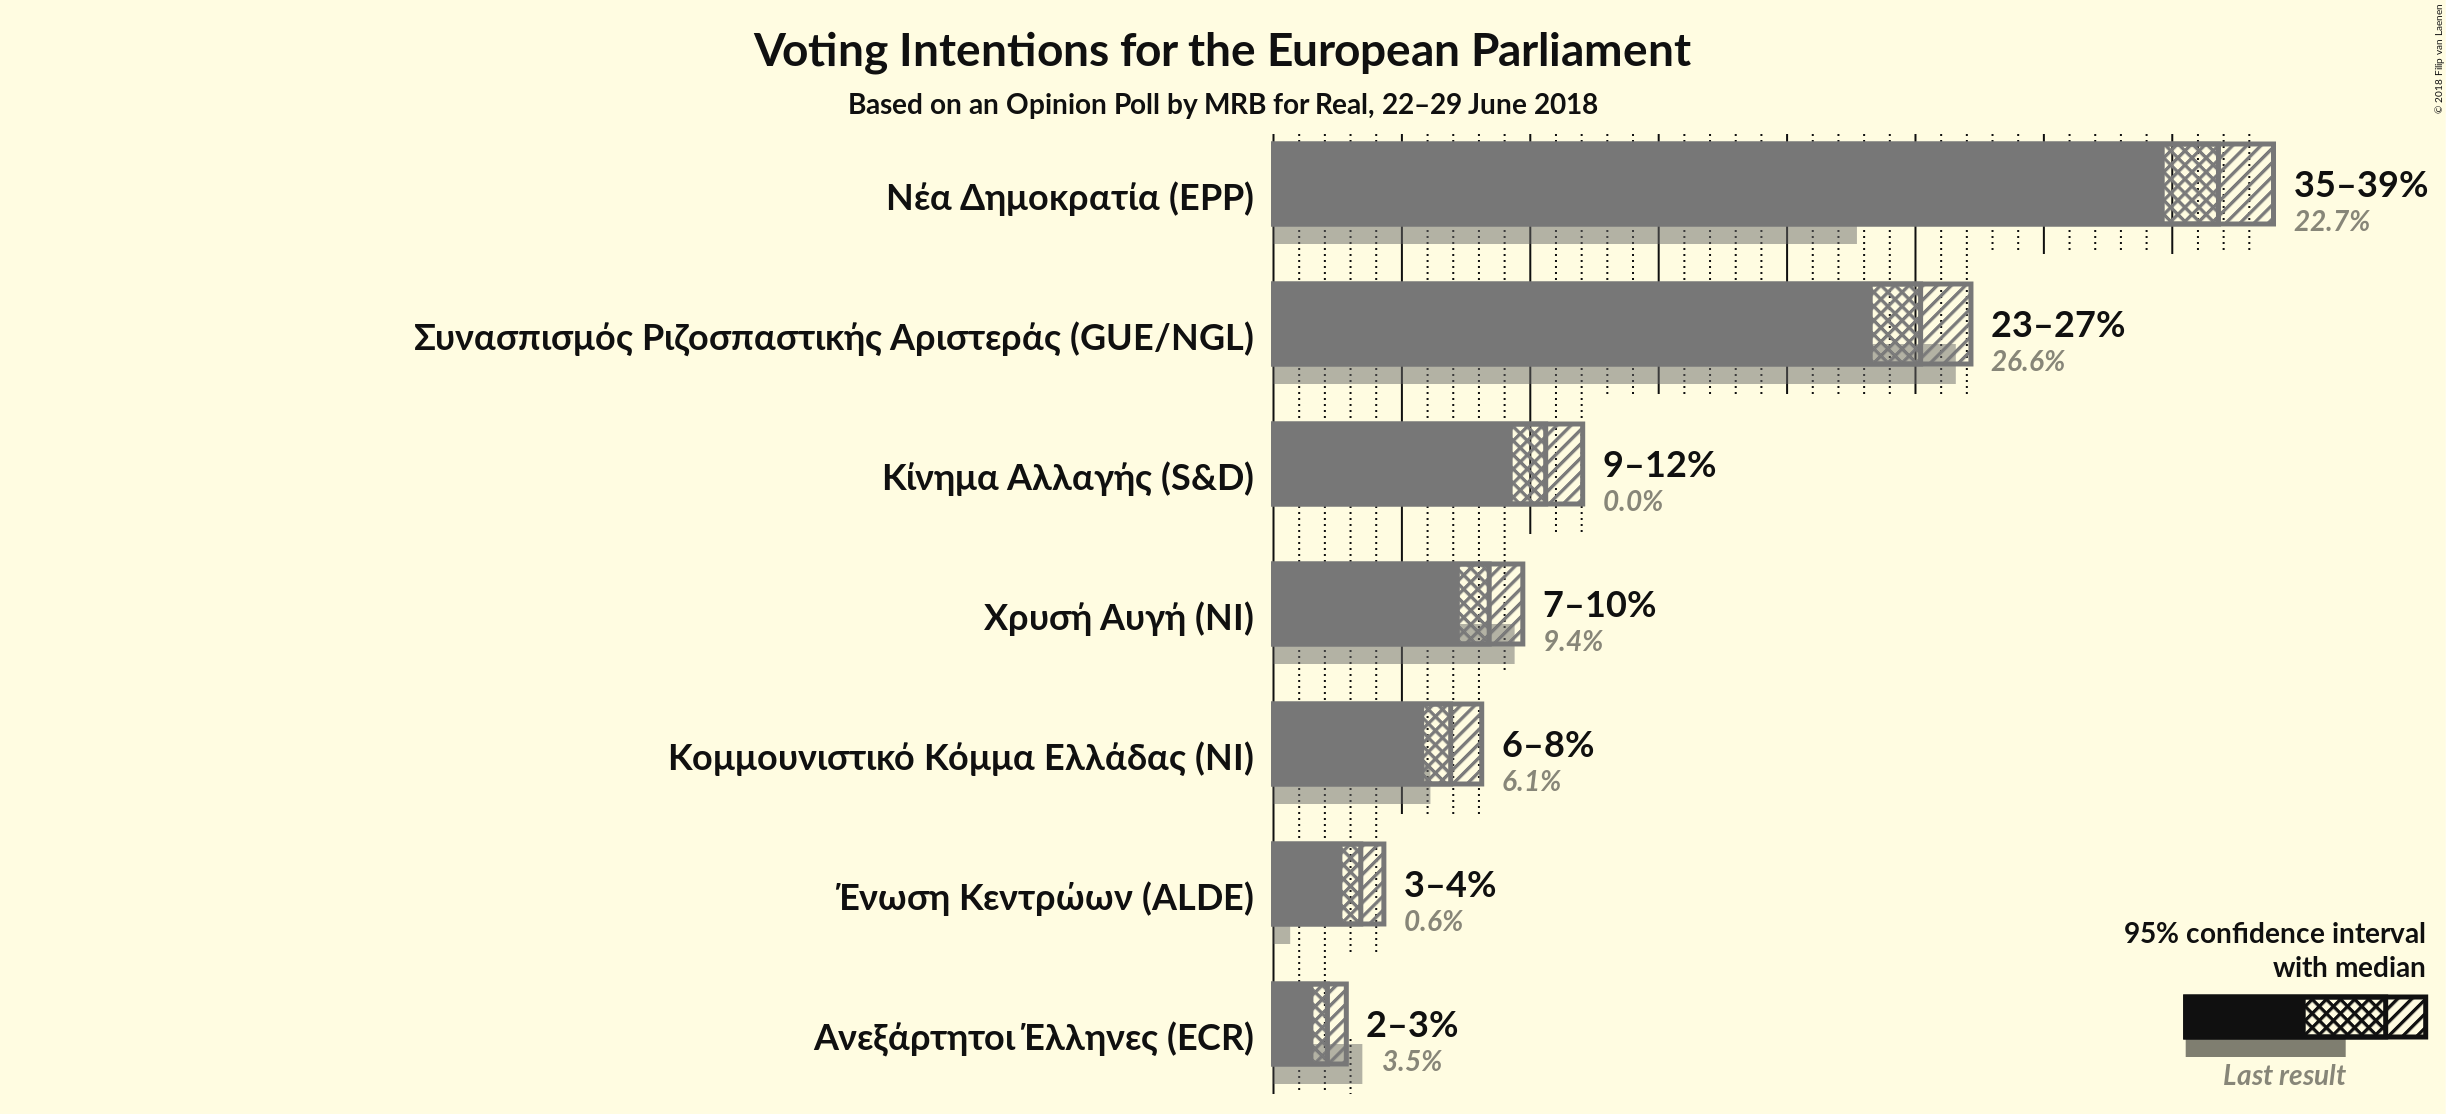 Voting Intentions for the European Parliament
Based on an Opinion Poll by MRB for Real, 22–29 June 2018
© 2018 Filip van Laenen
Νέα Δημοκρατία (EPP)
35–39%
22.7%
Συνασπισμός Ριζοσπαστικής Αριστεράς (GUE/NGL)
23–27%
26.6%
Κίνημα Αλλαγής (S&D)
9–12%
0.0%
Χρυσή Αυγή (NI)
7–10%
9.4%
Κομμουνιστικό Κόμμα Ελλάδας (NI)
6–8%
6.1%
Ένωση Κεντρώων (ALDE)
3–4%
0.6%
Ανεξάρτητοι Έλληνες (ECR)
2–3%
3.5%
95% confidence interval
with median
Last result